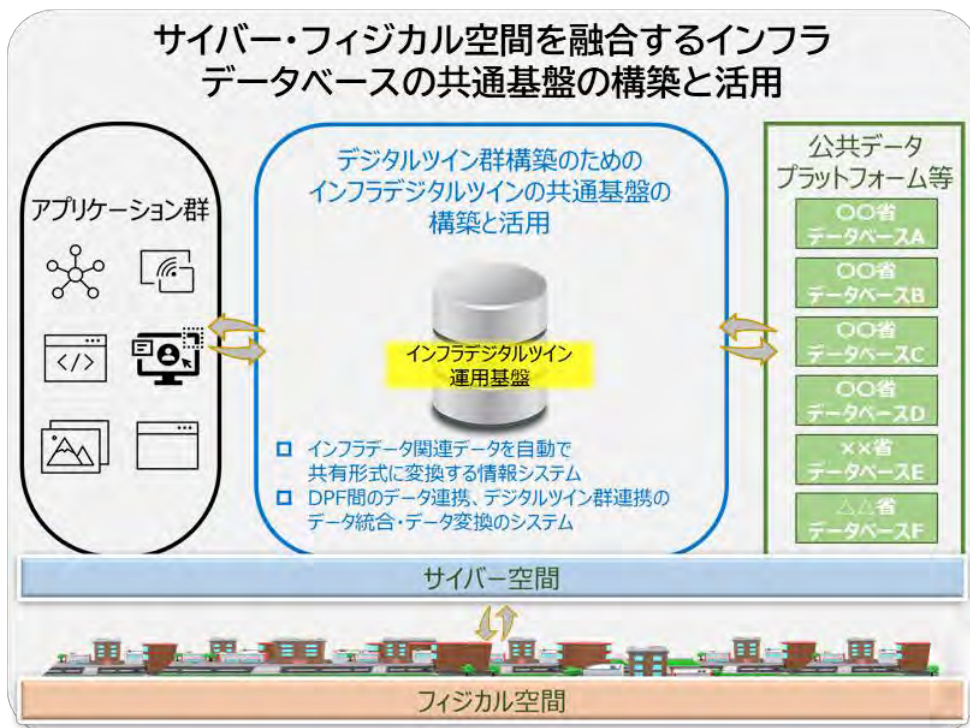 サイバー・フィジカル空間を融合するインフラ
データベースの共通基盤の構築と活用
アプリケーション群
</>
デジタルツイン群構築のための
インフラデジタルツインの共通基盤の
構築と活用
インフラデジタルツイン
運用基盤
インフラデータ関連データを自動で
共有形式に変換する情報システム
DPF間のデータ連携、デジタルツイン群連携の
データ統合・データ変換のシステム
公共データ
プラットフォーム等
〇〇省
データベースA
〇〇省
データベースB
〇〇省
データベースC
〇〇省
データベースD
××省
データベースE
△△省
データベースF
サイバー空間
フィジカル空間